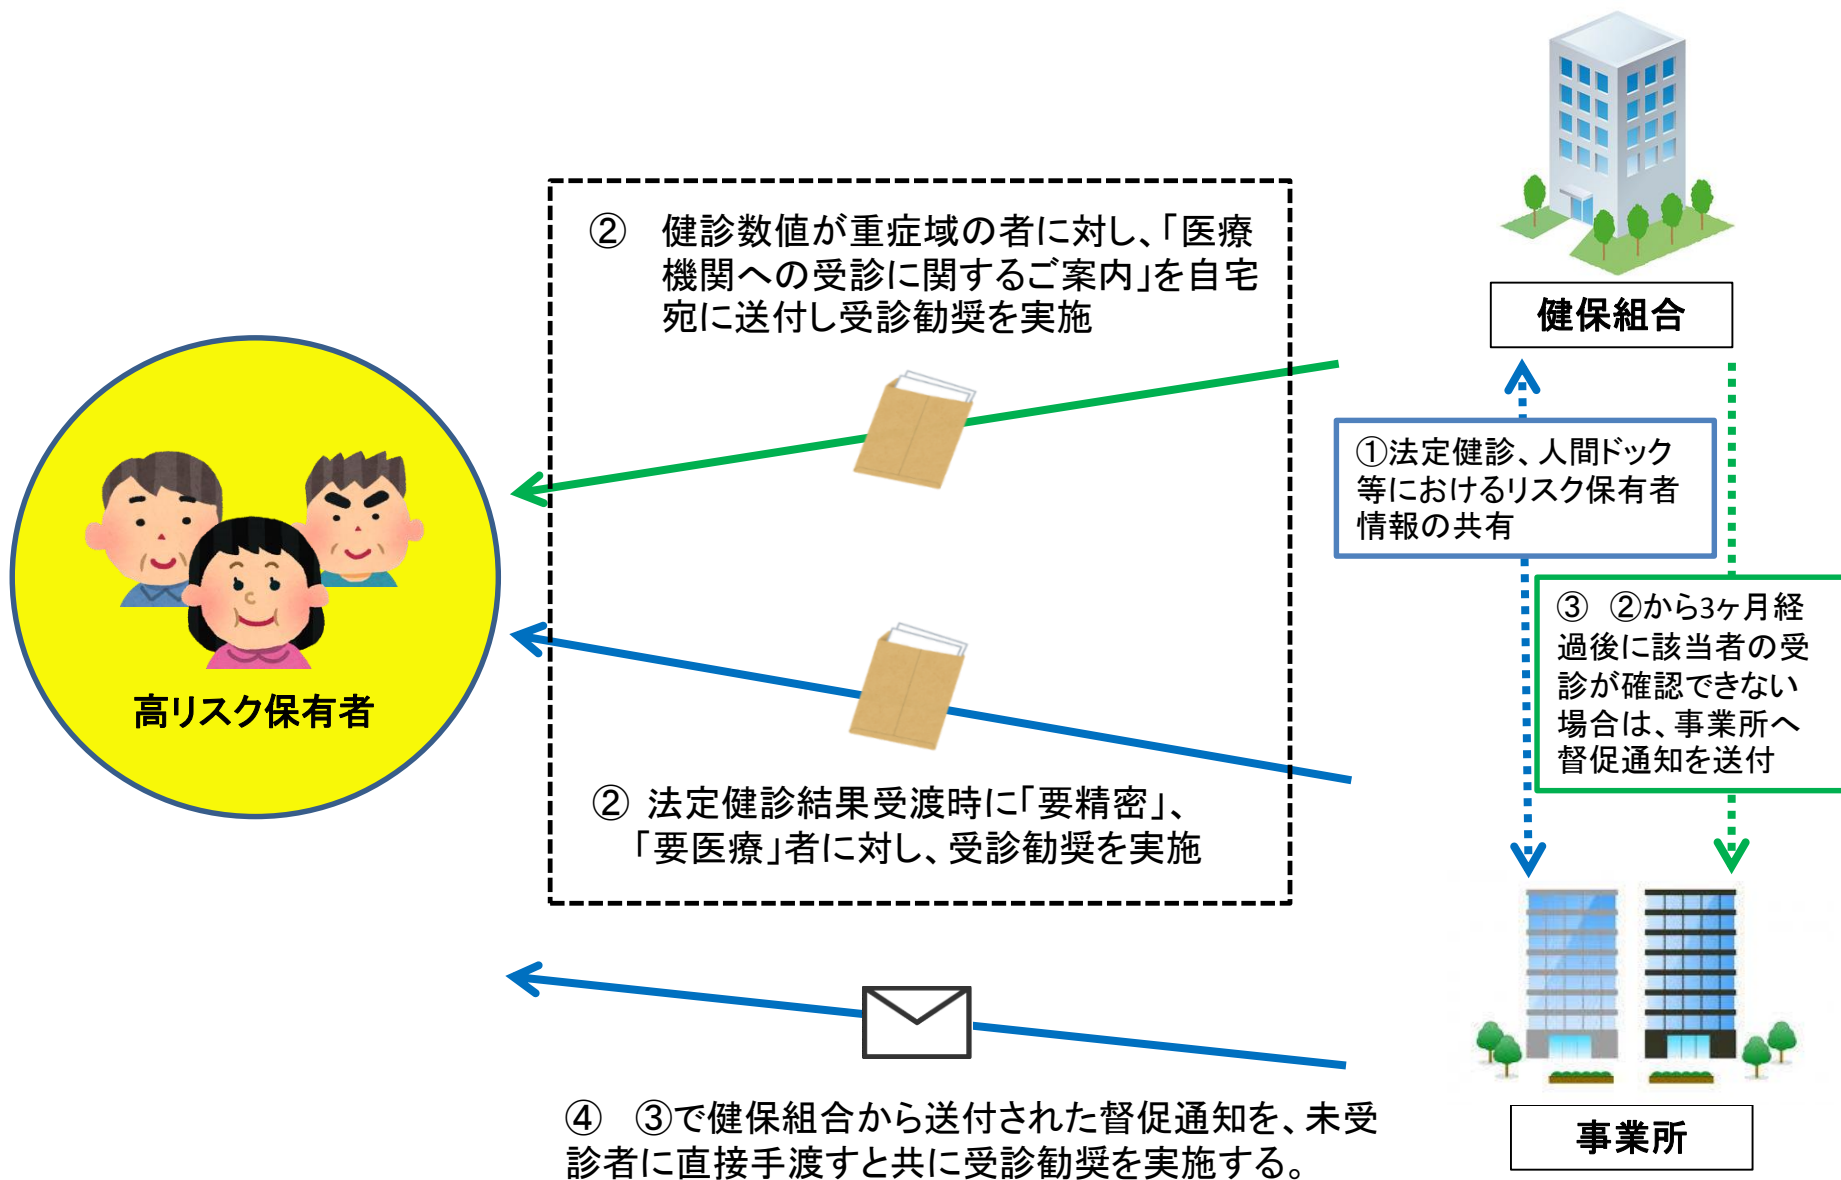 ② 健診数値が重症域の者に対し、「医療
機関への受診に関するご案内」を自宅
宛に送付し受診勧奨を実施
健保組合
①法定健診、人間ドック
等におけるリスク保有者
情報の共有
③ ②から3ヶ月経
過後に該当者の受
診が確認できない
場合は、事業所へ
督促通知を送付
高リスク保有者
② 法定健診結果受渡時に「要精密」、
「要医療」者に対し、受診勧奨を実施
④ ③で健保組合から送付された督促通知を、未受
診者に直接手渡すと共に受診勧奨を実施する。
事業所